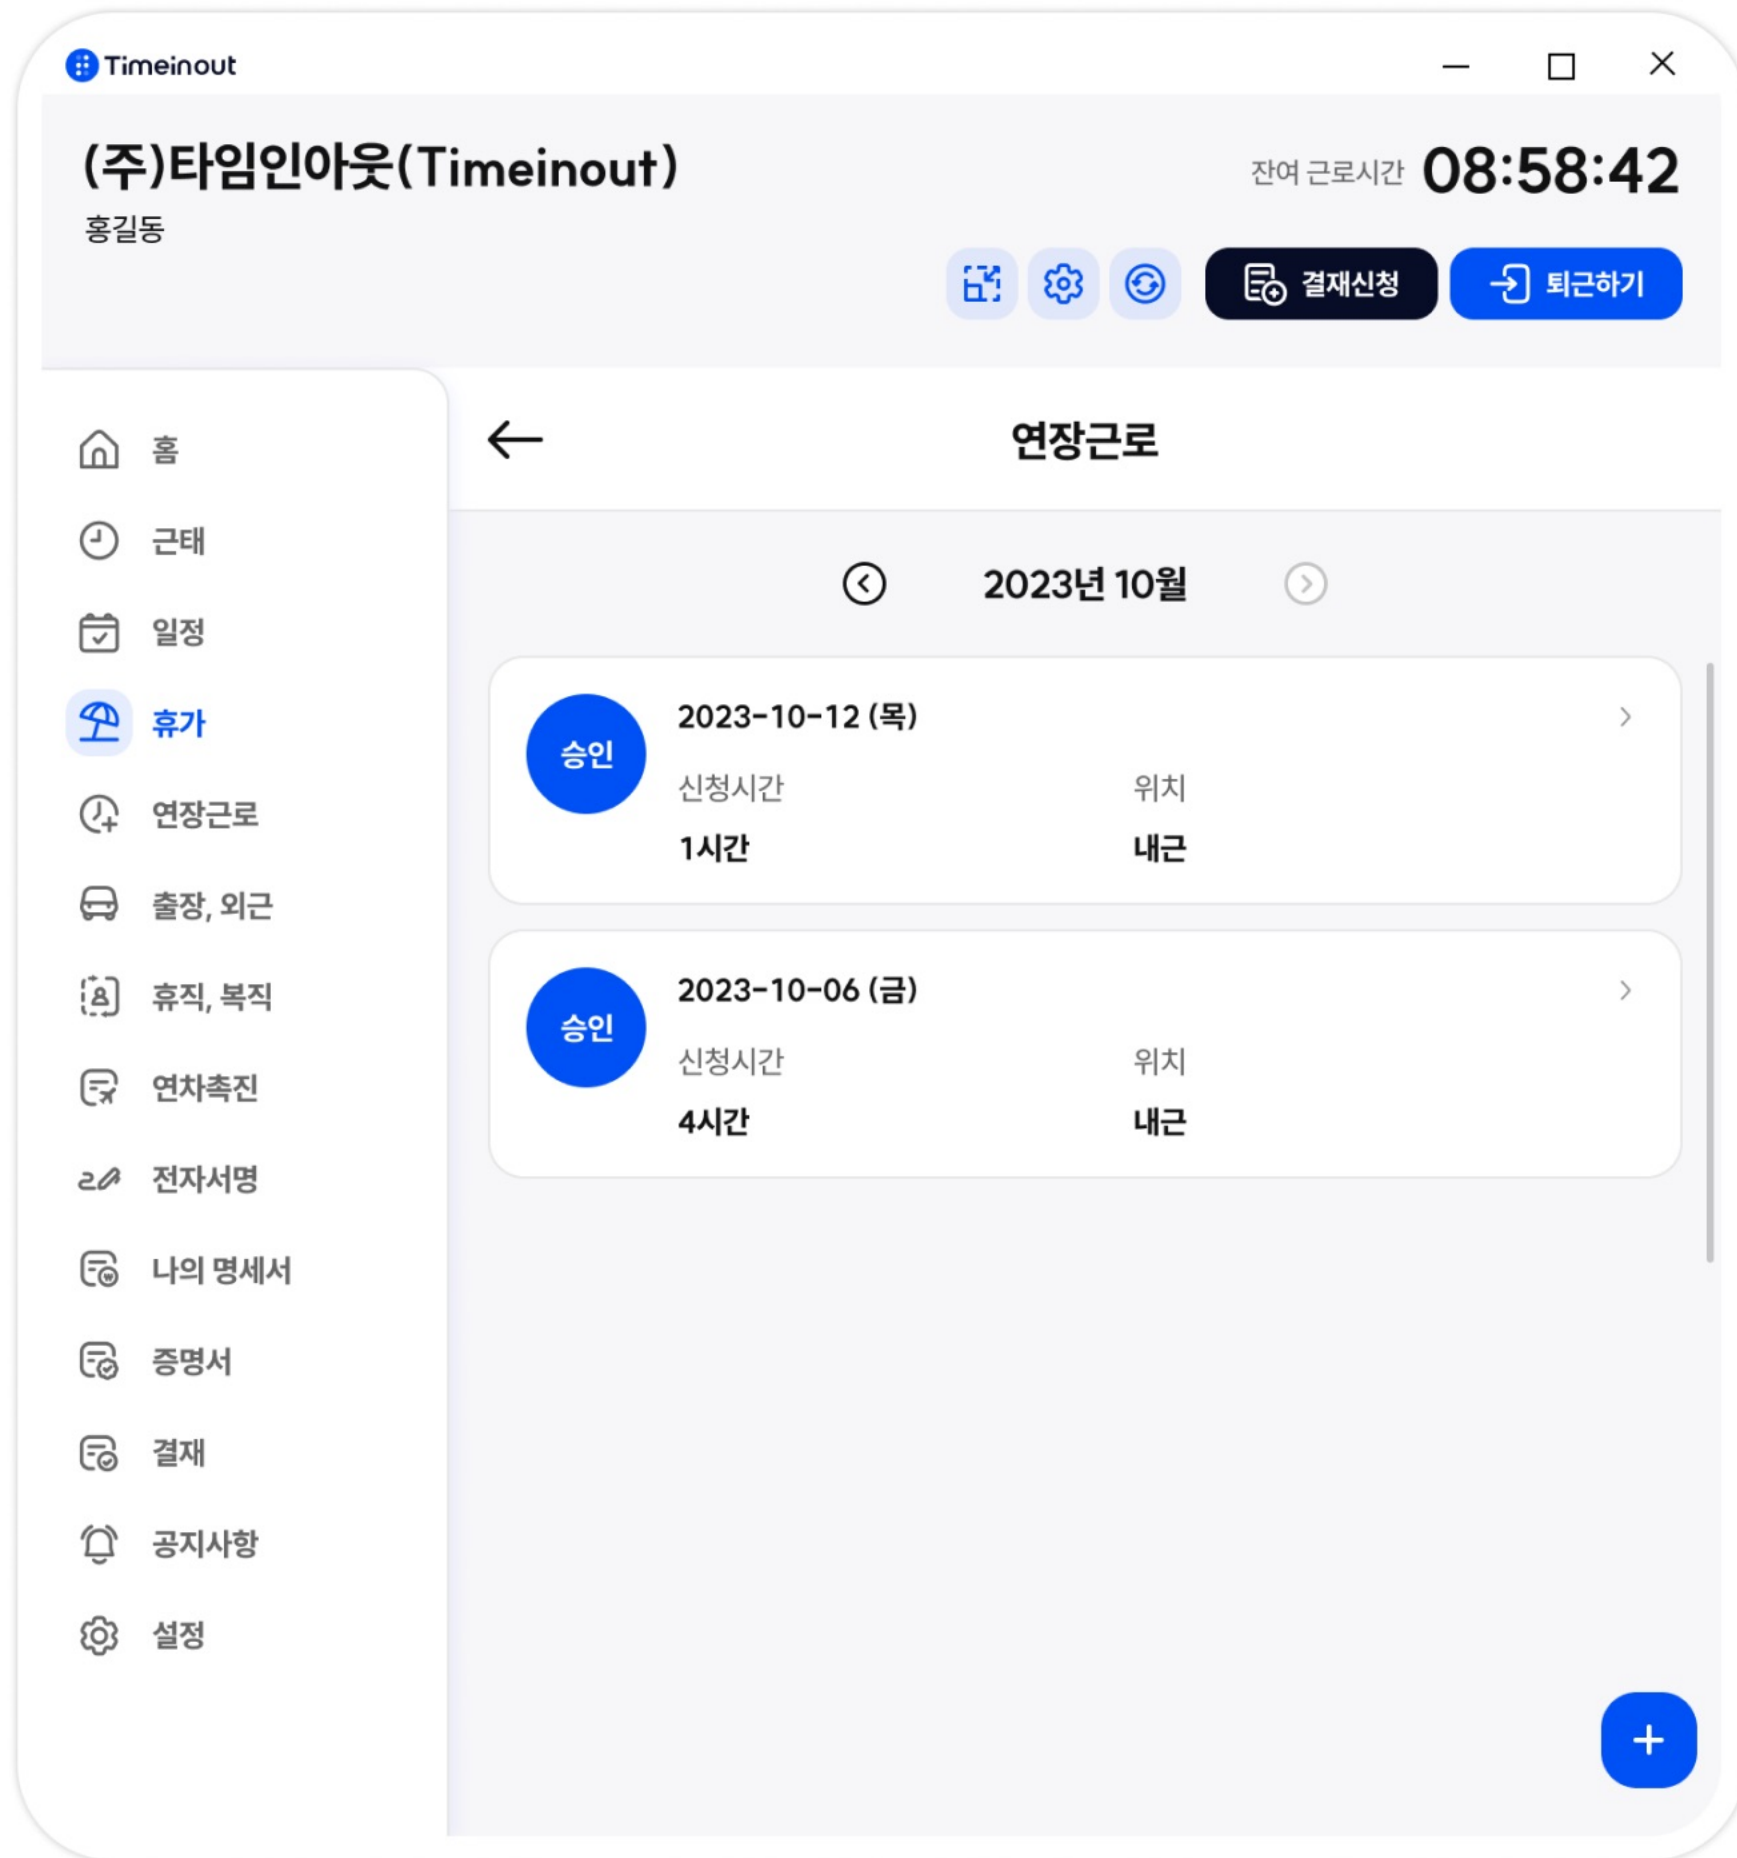 Timeinout
(주)타임인아웃(Timeinout)
홍길동
잔여 근로시간 08:58:42
결재신청
퇴근하기
홈
근태
일정
휴가
연장근로
출장, 외근
휴직, 복직
연차촉진
전자서명
나의 명세서
증명서
결재
공지사항
설정
연장근로
2023년 10월
승인
2023-10-12 (목)
신청시간 위치
1시간 내근
승인
2023-10-06 (금)
신청시간 위치
4시간 내근